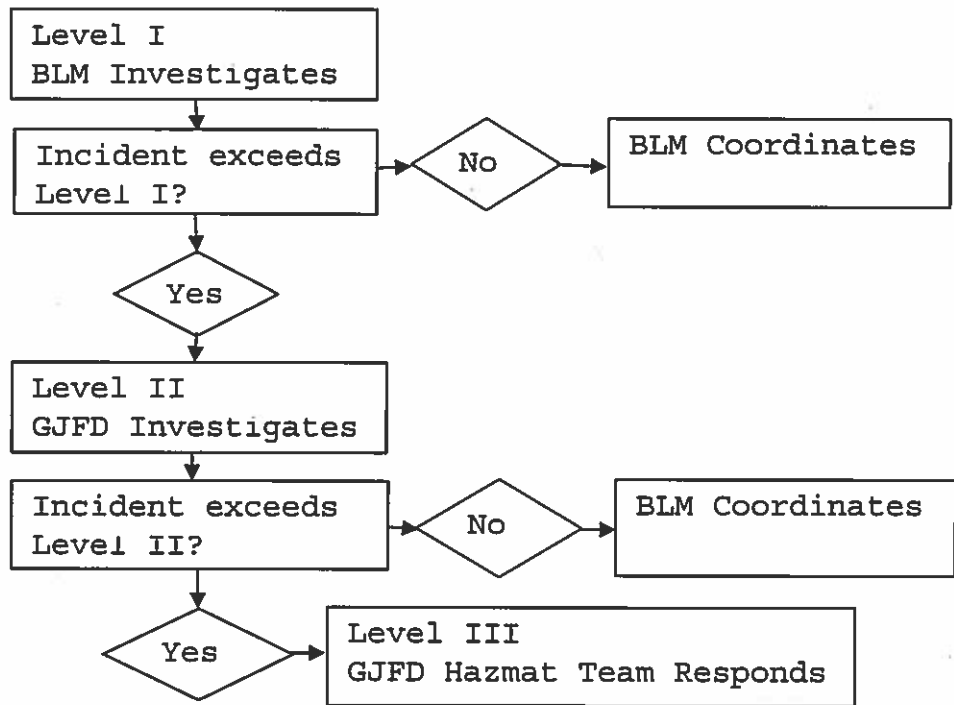 Level I
BLM Investigates
Incident exceeds
Level I?
No
BLM Coordinates
Yes
Level II
GJFD Investigates
Incident exceeds
Level II?
No
BLM Coordinates
Yes
Level III
GJFD Hazmat Team Responds